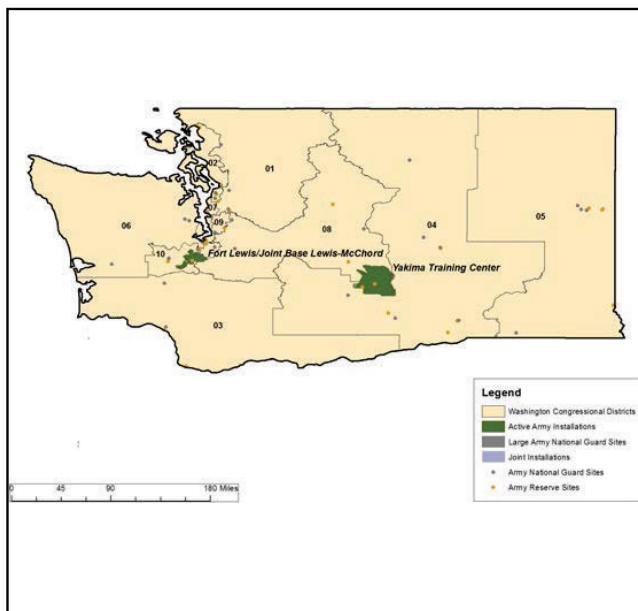 01
02
07
09
06
10
08
04
05
03
Fort Lewis/Joint Base Lewis-McChord
Yakima Training Center
Legend
Washington Congressional Districts
Active Army Installations
Large Army National Guard Sites
Joint Installations
Army National Guard Sites
Army Reserve Sites
0 45 90 180 Miles